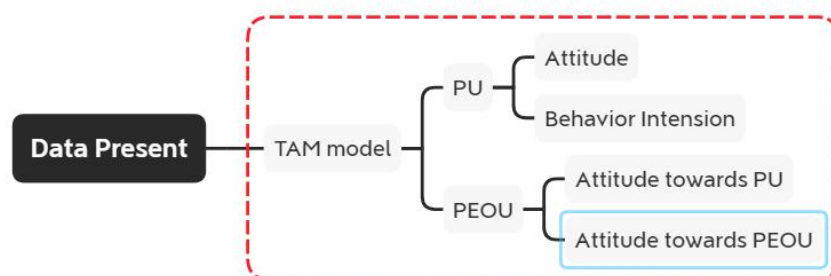 Data Present
TAM model
PU
Attitude
Behavior Intension
PEOU
Attitude towards PU
Attitude towards PEOU